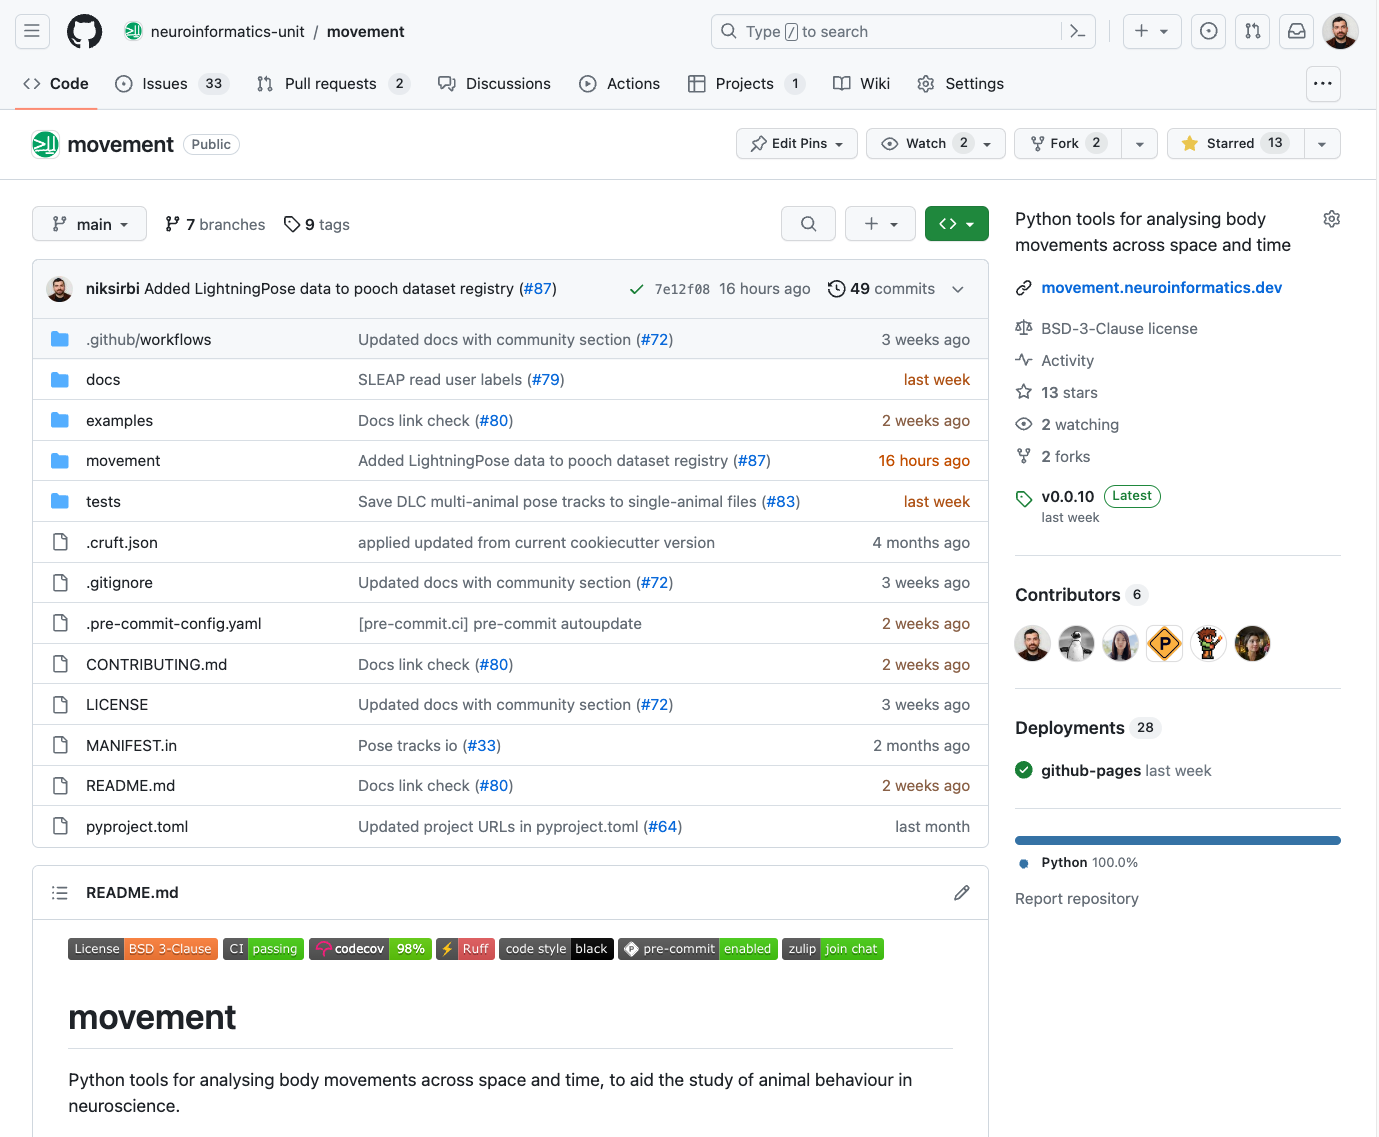 neuroinformatics-unit / movement
Type / to search
Code
Issues 33
Pull requests 2
Discussions
Actions
Projects 1
Wiki
Settings
movement Public
Edit Pins
Watch 2
Fork 2
Starred 13
main
7 branches
9 tags
niksirbi Added LightningPose data to pooch dataset registry (#87)
7e12f08 16 hours ago
49 commits
.github/workflows Updated docs with community section (#72) 3 weeks ago
docs SLEAP read user labels (#79) last week
examples Docs link check (#80) 2 weeks ago
movement Added LightningPose data to pooch dataset registry (#87) 16 hours ago
tests Save DLC multi-animal pose tracks to single-animal files (#83) last week
.cruft.json applied updated from current cookiecutter version 4 months ago
.gitignore Updated docs with community section (#72) 3 weeks ago
.pre-commit-config.yaml [pre-commit.ci] pre-commit autoupdate 2 weeks ago
CONTRIBUTING.md Docs link check (#80) 2 weeks ago
LICENSE Updated docs with community section (#72) 3 weeks ago
MANIFEST.in Pose tracks io (#33) 2 months ago
README.md Docs link check (#80) 2 weeks ago
pyproject.toml Updated project URLs in pyproject.toml (#64) last month
README.md
License BSD 3-Clause CI passing codecov 98% Ruff code style black pre-commit enabled zulip join chat
movement
Python tools for analysing body movements across space and time, to aid the study of animal behaviour in
neuroscience.
Python tools for analysing body
movements across space and time
movement.neuroinformatics.dev
BSD-3-Clause license
Activity
13 stars
2 watching
2 forks
v0.0.10 Latest
last week
Contributors 6
P
Deployments 28
github-pages last week
Python 100.0%
Report repository